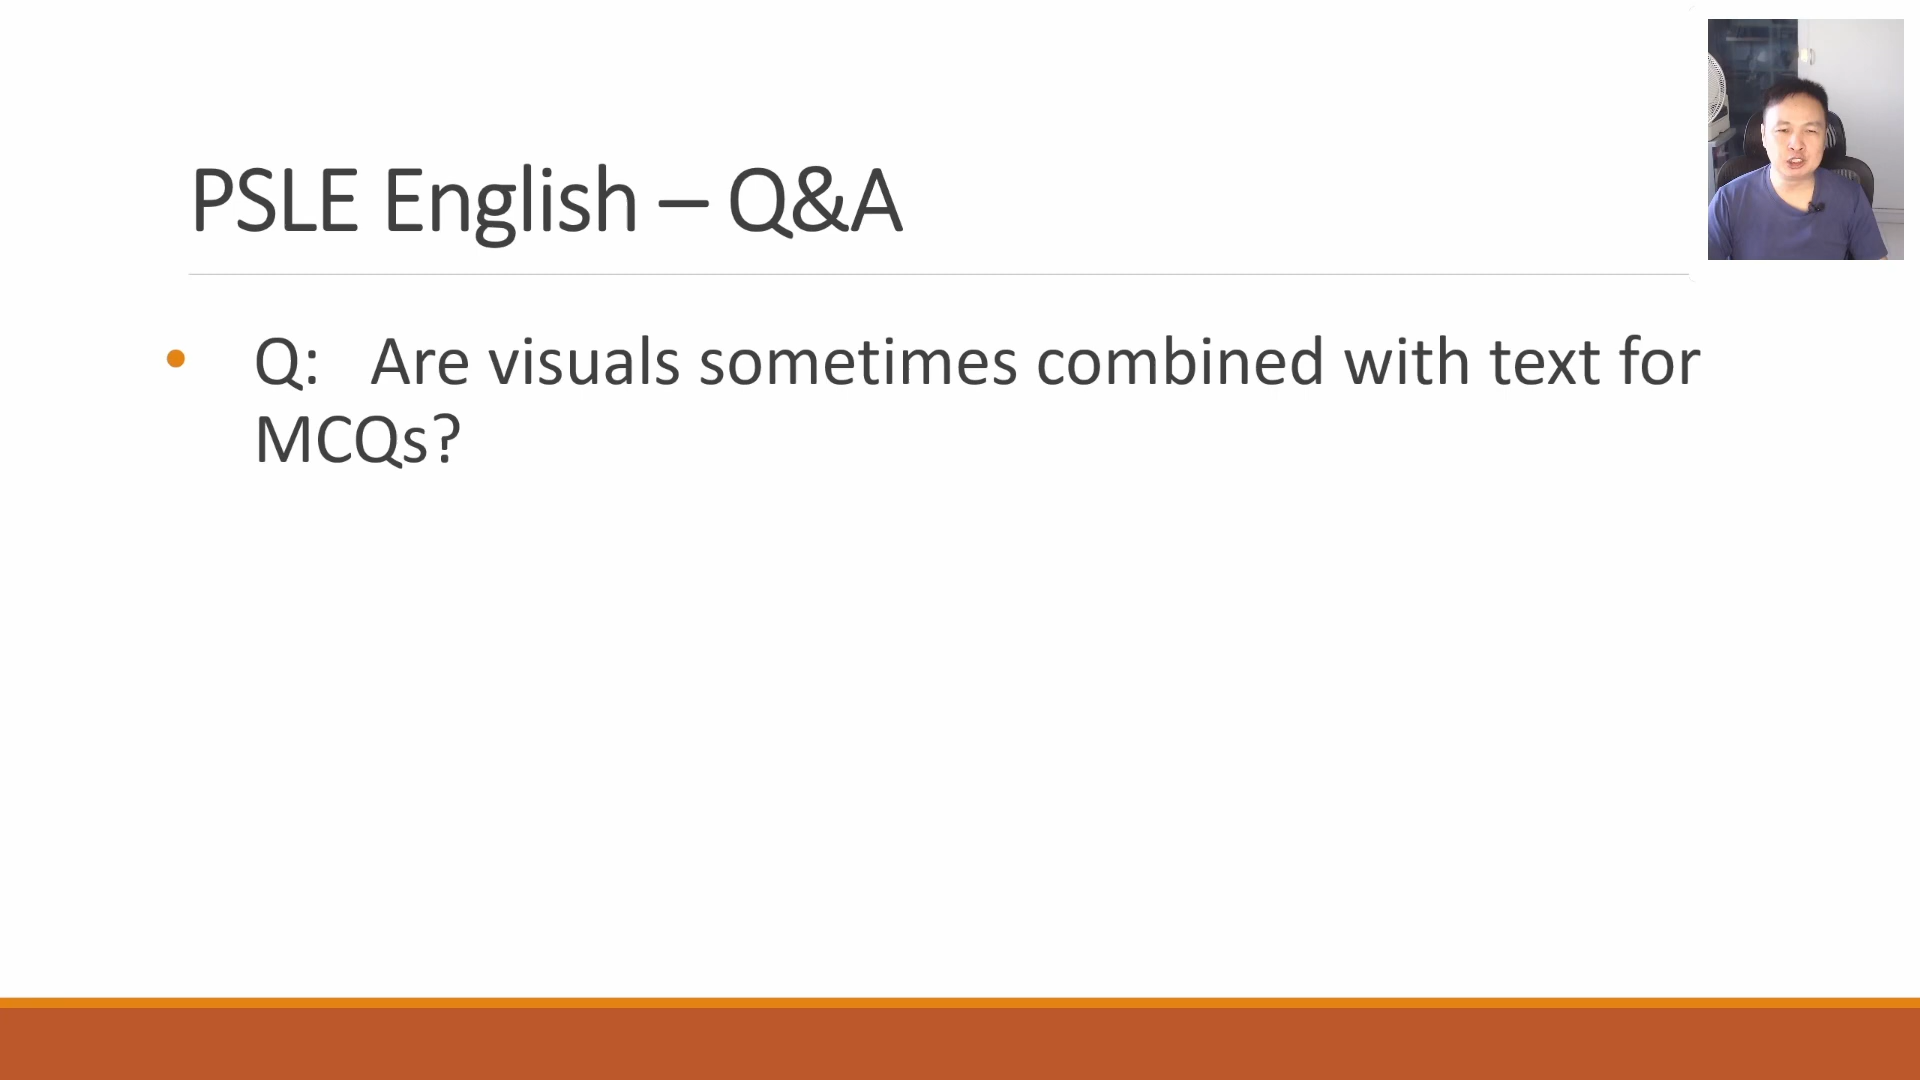 PSLE English – Q&A
• Q: Are visuals sometimes combined with text for
MCQs?